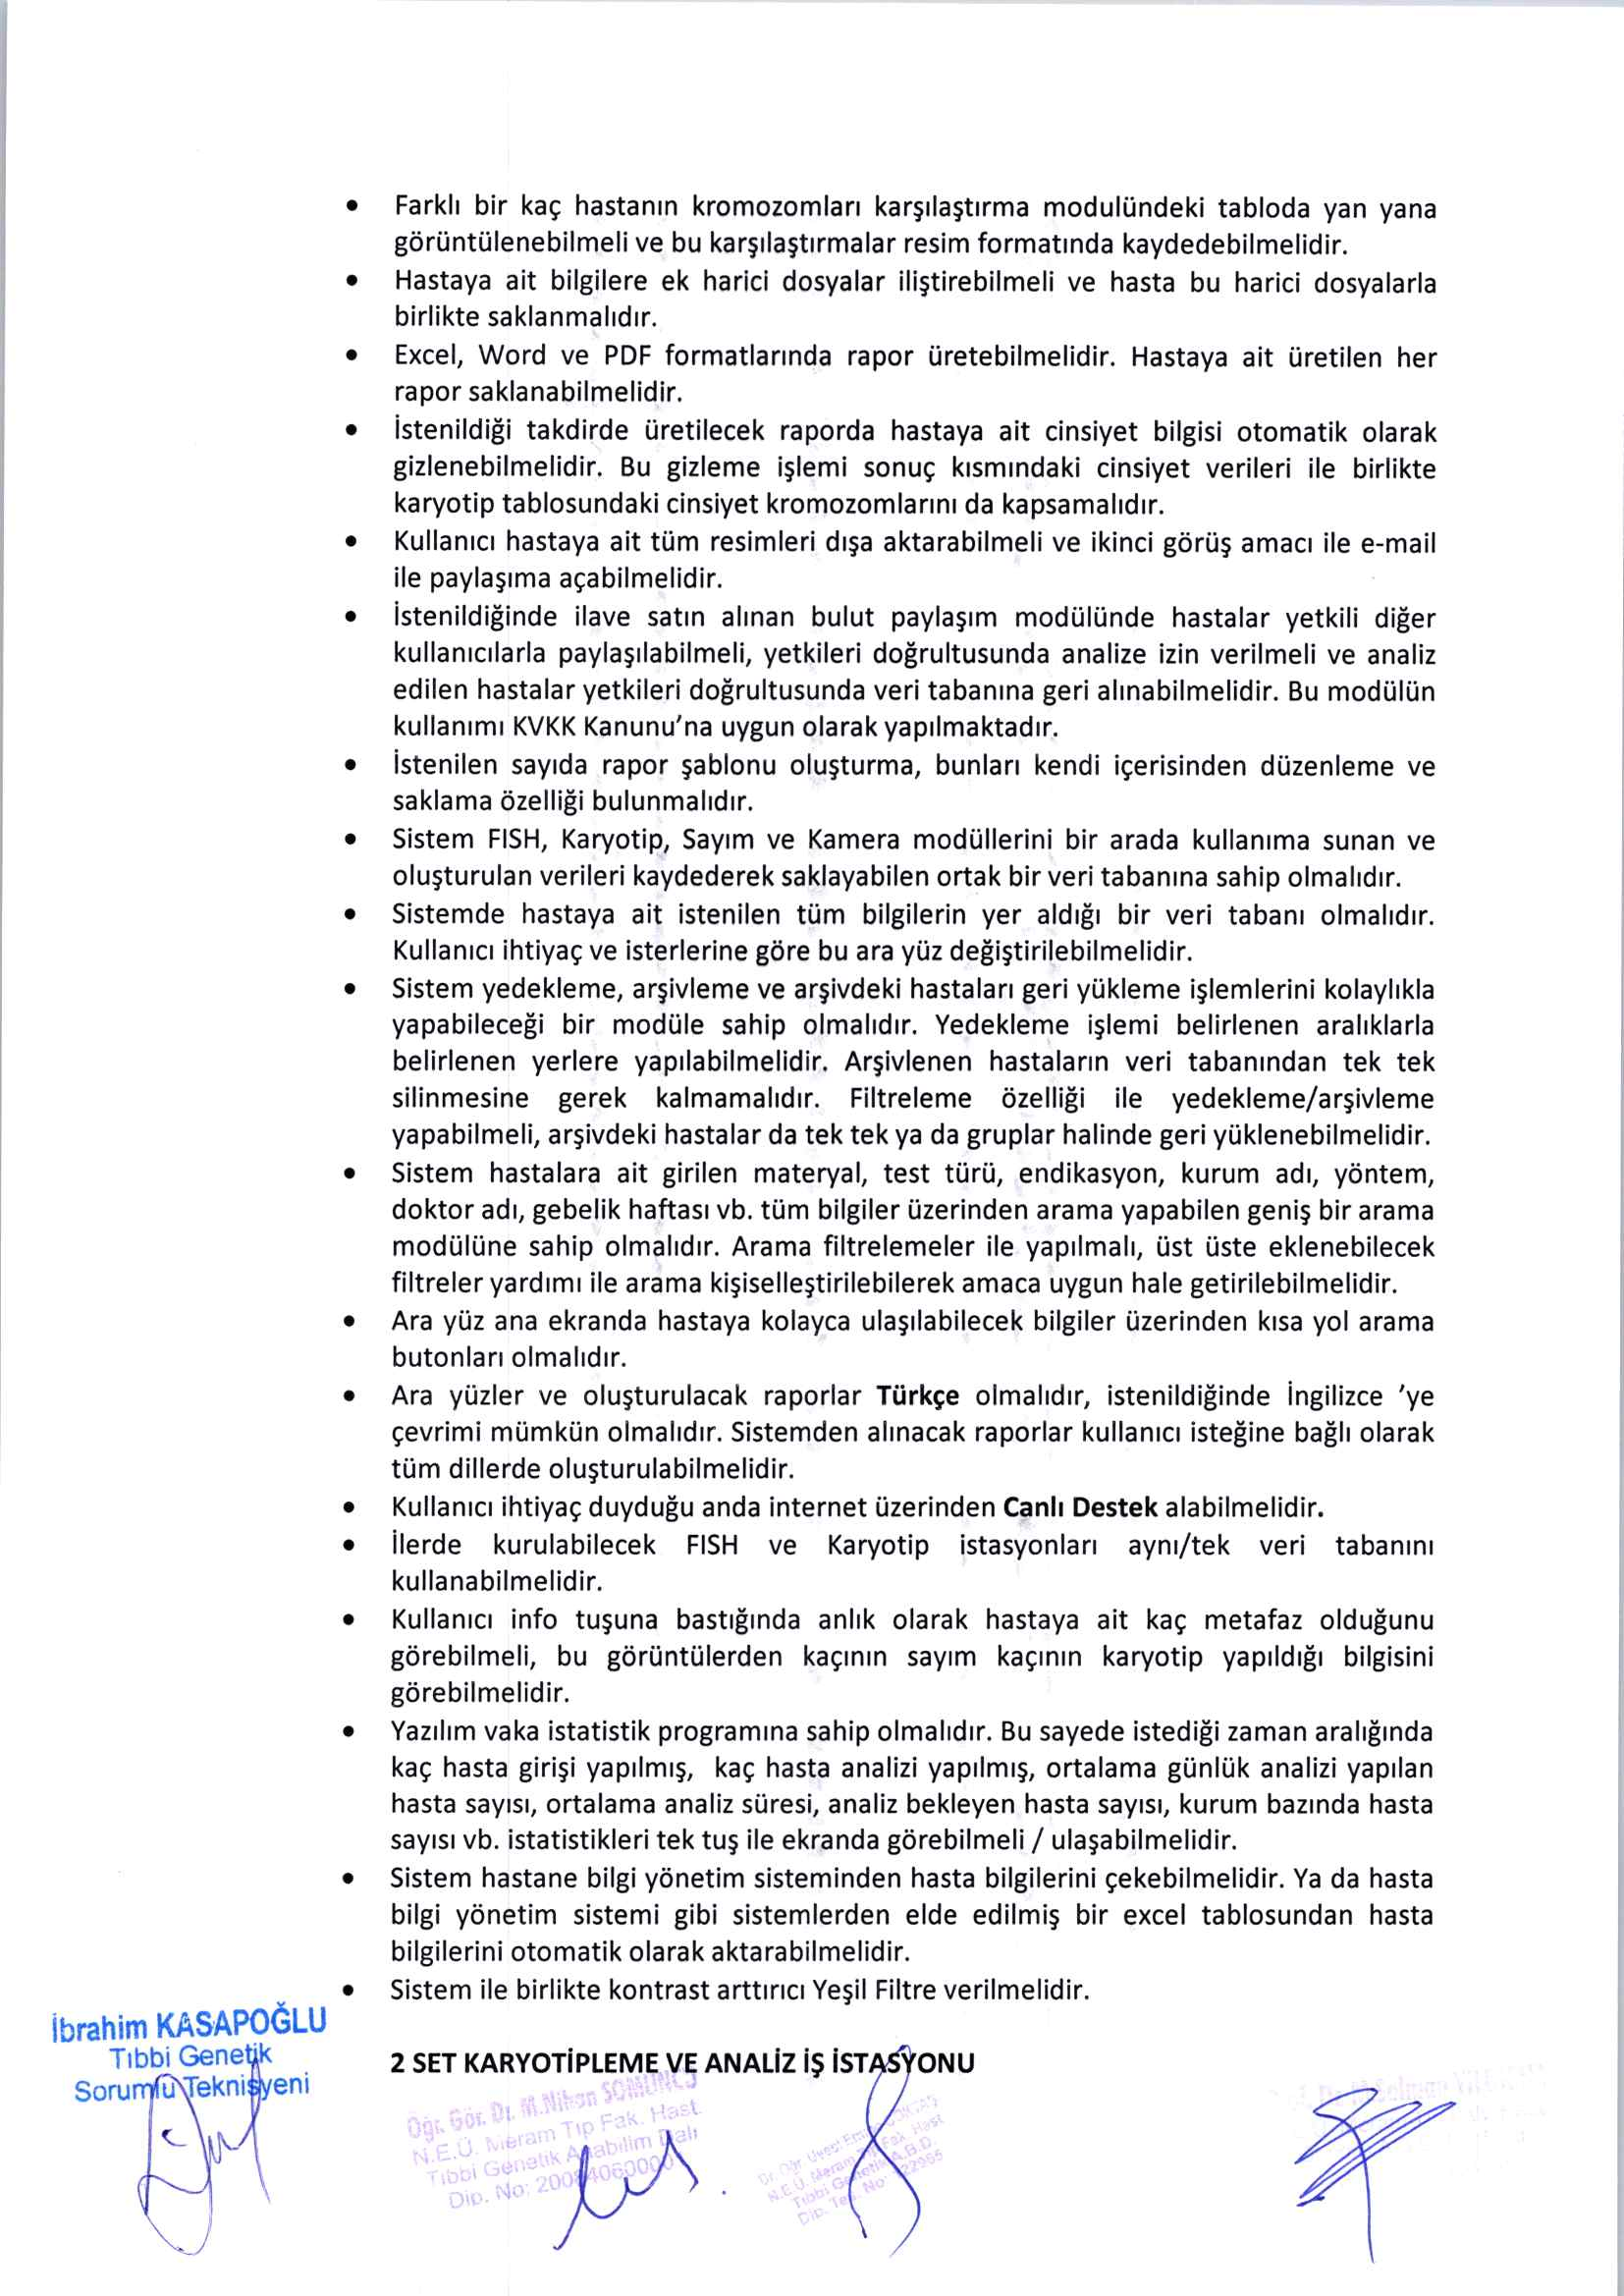 • Farklı bir kaç hastanın kromozomları karşılaştırma modulündeki tabloda yan yana
görüntülenebilmeli ve bu karşılaştırmalar resim formatında kaydedebilmelidir.
• Hastaya ait bilgilere ek harici dosyalar iliştirebilmeli ve hasta bu harici dosyalarla
birlikte saklanmalıdır.
• Excel, Word ve PDF formatlarında rapor üretebilmelidir. Hastaya ait üretilen her
rapor saklanabilmelidir.
• İstenildiği takdirde üretilecek raporda hastaya ait cinsiyet bilgisi otomatik olarak
gizlenebilmelidir. Bu gizleme işlemi sonuç kısmındaki cinsiyet verileri ile birlikte
karyotip tablosundaki cinsiyet kromozomlarını da kapsamalıdır.
• Kullanıcı hastaya ait tüm resimleri dışa aktarabilmeli ve ikinci görüş amacı ile e-mail
ile paylaşıma açabilmelidir.
• İstenildiğinde ilave satın alınan bulut paylaşım modülünde hastalar yetkili diğer
kullanıcılarla paylaşılabilmeli, yetkileri doğrultusunda analize izin verilmeli ve analiz
edilen hastalar yetkileri doğrultusunda veri tabanına geri alınabilmelidir. Bu modülün
kullanımı KVKK Kanunu'na uygun olarak yapılmaktadır.
• İstenilen sayıda rapor şablonu oluşturma, bunları kendi içerisinden düzenleme ve
saklama özelliği bulunmalıdır.
• Sistem FISH, Karyotip, Sayım ve Kamera modüllerini bir arada kullanıma sunan ve
oluşturulan verileri kaydederek saklayabilen ortak bir veri tabanına sahip olmalıdır.
• Sistemde hastaya ait istenilen tüm bilgilerin yer aldığı bir veri tabanı olmalıdır.
Kullanıcı ihtiyaç ve isterlerine göre bu ara yüz değiştirilebilmelidir.
• Sistem yedekleme, arşivleme ve arşivdeki hastaları geri yükleme işlemlerini kolaylıkla
yapabileceği bir modüle sahip olmalıdır. Yedekleme işlemi belirlenen aralıklarla
belirlenen yerlere yapılabilmelidir. Arşivlenen hastaların veri tabanından tek tek
silinmesine gerek kalmamalıdır. Filtreleme özelliği ile yedekleme/arşivleme
yapabilmeli, arşivdeki hastalar da tek tek ya da gruplar halinde geri yüklenebilmelidir.
• Sistem hastalara ait girilen materyal, test türü, endikasyon, kurum adı, yöntem,
doktor adı, gebelik haftası vb. tüm bilgiler üzerinden arama yapabilen geniş bir arama
modülüne sahip olmalıdır. Arama filtrelemeler ile yapılmalı, üst üste eklenebilecek
filtreler yardımı ile arama kişiselleştirilebilerek amaca uygun hale getirilebilmelidir.
• Ara yüz ana ekranda hastaya kolayca ulaşılabilecek bilgiler üzerinden kısa yol arama
butonları olmalıdır.
• Ara yüzler ve oluşturulacak raporlar Türkçe olmalıdır, istenildiğinde İngilizce 'ye
çevrimi mümkün olmalıdır. Sistemden alınacak raporlar kullanıcı isteğine bağlı olarak
tüm dillerde oluşturulabilmelidir.
• Kullanıcı ihtiyaç duyduğu anda internet üzerinden Canlı Destek alabilmelidir.
• İlerde kurulabilecek FISH ve Karyotip istasyonları aynı/tek veri tabanını
kullanabilmelidir.
• Kullanıcı info tuşuna bastığında anlık olarak hastaya ait kaç metafaz olduğunu
görebilmeli, bu görüntülerden kaçının sayım kaçının karyotip yapıldığı bilgisini
görebilmelidir.
• Yazılım vaka istatistik programına sahip olmalıdır. Bu sayede istediği zaman aralığında
kaç hasta girişi yapılmış, kaç hasta analizi yapılmış, ortalama günlük analizi yapılan
hasta sayısı, ortalama analiz süresi, analiz bekleyen hasta sayısı, kurum bazında hasta
sayısı vb. istatistikleri tek tuş ile ekranda görebilmeli / ulaşabilmelidir.
• Sistem hastane bilgi yönetim sisteminden hasta bilgilerini çekebilmelidir. Ya da hasta
bilgi yönetim sistemi gibi sistemlerden elde edilmiş bir excel tablosundan hasta
bilgilerini otomatik olarak aktarabilmelidir.
• Sistem ile birlikte kontrast arttırıcı Yeşil Filtre verilmelidir.
İbrahim KASAPOĞLU
Tıbbi Genetik
Sorumlu Teknisyeni
2 SET KARYOTİPLEME VE ANALİZ İŞ İSTASYONU
Öğr. Gör. Dr. M.Nihan SOMUNCU
N.E.Ü. Meram Tıp Fak. Hast.
Tıbbi Genetik Anabilim Dalı
Dip. No:
Dr. Öğr. Üyesi
N.E.Ü. Meram Tıp Fak. Hast.
Tıbbi Genetik A.B.D.
Dip. Tes. No: